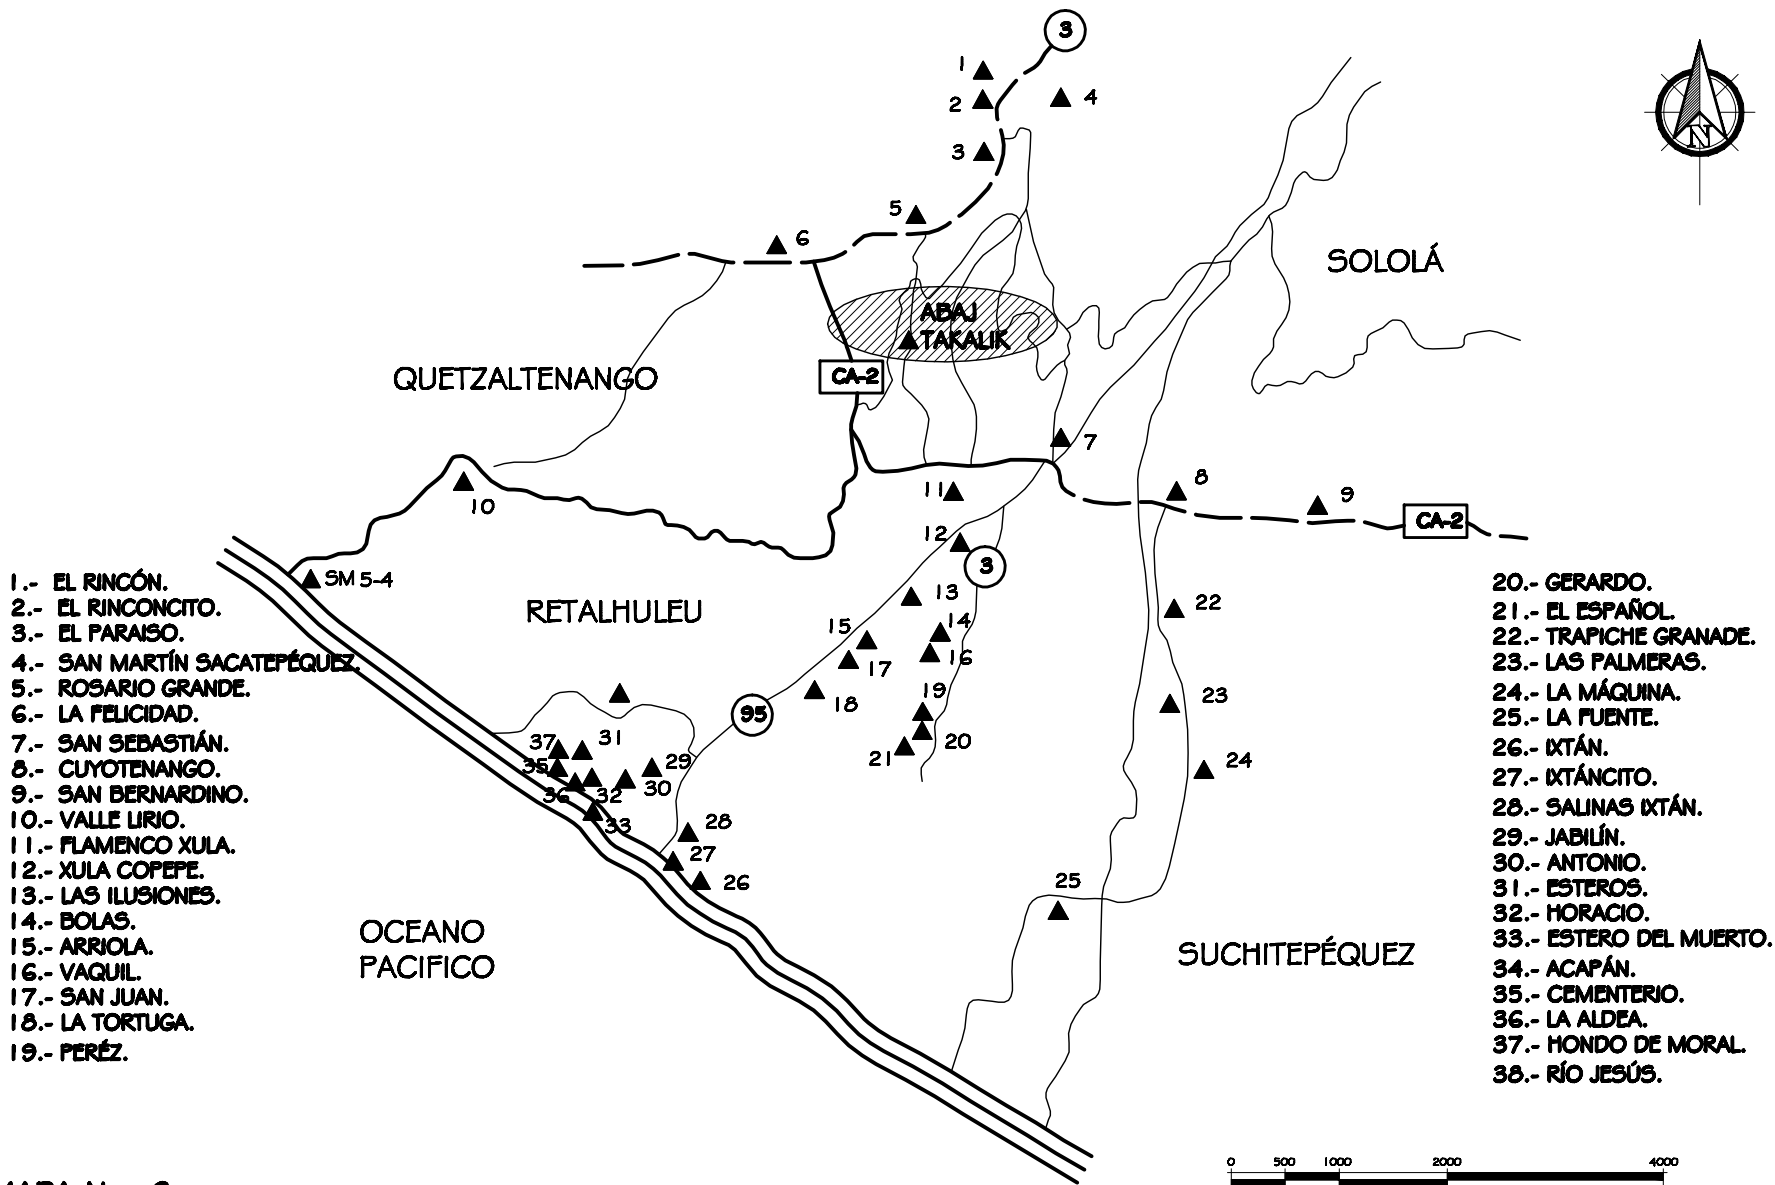 3
1
2
4
3
5
6
N
SOLOLÁ
ABAJ
TAKALIK
QUETZALTENANGO
CA-2
7
8
9
10
11
CA-2
12
3
SM 5-4
RETALHULEU
13
14
15
16
17
18
19
95
20
21
22
23
24
37
31
35
29
36
32
30
33
28
27
26
25
OCEANO
PACIFICO
SUCHITEPÉQUEZ
1.- EL RINCÓN.
2.- EL RINCONCITO.
3.- EL PARAISO.
4.- SAN MARTÍN SACATEPÉQUEZ.
5.- ROSARIO GRANDE.
6.- LA FELICIDAD.
7.- SAN SEBASTIÁN.
8.- CUYOTENANGO.
9.- SAN BERNARDINO.
10.- VALLE LIRIO.
11.- FLAMENCO XULA.
12.- XULA COPEPE.
13.- LAS ILUSIONES.
14.- BOLAS.
15.- ARRIOLA.
16.- VAQUIL.
17.- SAN JUAN.
18.- LA TORTUGA.
19.- PERÉZ.
20.- GERARDO.
21.- EL ESPAÑOL.
22.- TRAPICHE GRANADE.
23.- LAS PALMERAS.
24.- LA MÁQUINA.
25.- LA FUENTE.
26.- IXTÁN.
27.- IXTÁNCITO.
28.- SALINAS IXTÁN.
29.- JABILÍN.
30.- ANTONIO.
31.- ESTEROS.
32.- HORACIO.
33.- ESTERO DEL MUERTO.
34.- ACAPÁN.
35.- CEMENTERIO.
36.- LA ALDEA.
37.- HONDO DE MORAL.
38.- RÍO JESÚS.
0 500 1000 2000 4000